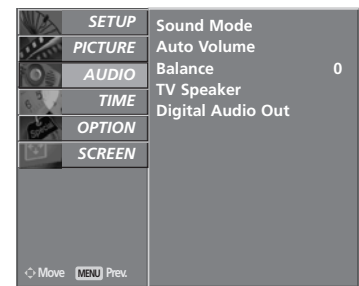 SETUP
PICTURE
AUDIO
TIME
OPTION
SCREEN
Sound Mode
Auto Volume
Balance 0
TV Speaker
Digital Audio Out
Move MENU Prev.